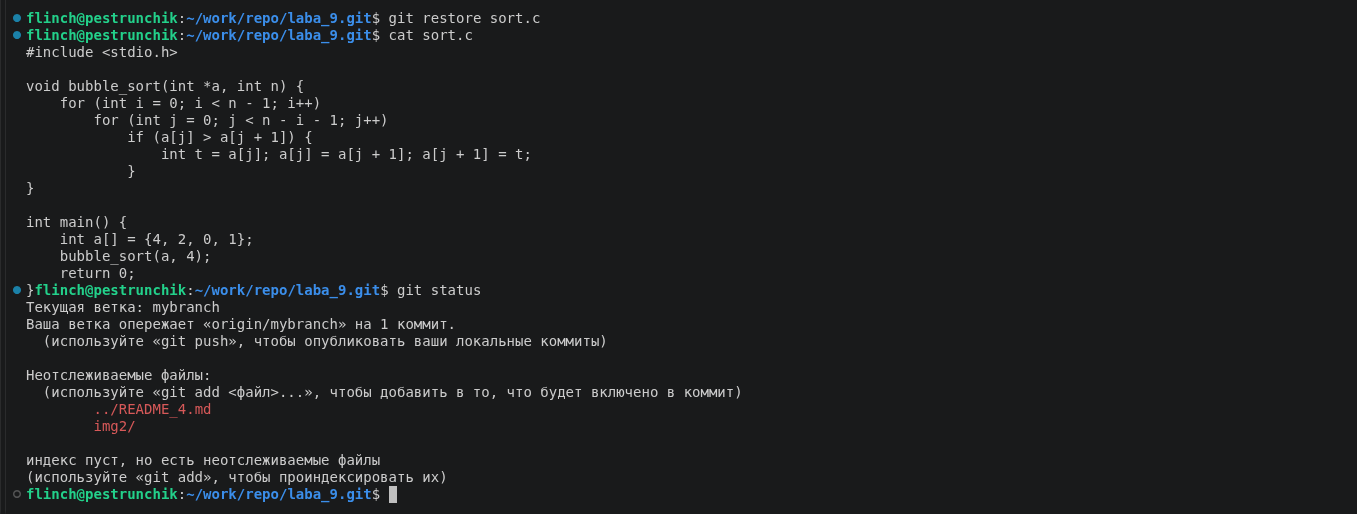 flinch@pestrunchik:~/work/repo/laba_9.git$ git restore sort.c
flinch@pestrunchik:~/work/repo/laba_9.git$ cat sort.c
#include <stdio.h>

void bubble_sort(int *a, int n) {
    for (int i = 0; i < n - 1; i++)
        for (int j = 0; j < n - i - 1; j++)
            if (a[j] > a[j + 1]) {
                int t = a[j]; a[j] = a[j + 1]; a[j + 1] = t;
            }
}

int main() {
    int a[] = {4, 2, 0, 1};
    bubble_sort(a, 4);
    return 0;
}flinch@pestrunchik:~/work/repo/laba_9.git$ git status
Текущая ветка: mybranch
Ваша ветка опережает «origin/mybranch» на 1 коммит.
  (используйте «git push», чтобы опубликовать ваши локальные коммиты)

Неотслеживаемые файлы:
  (используйте «git add <файл>...», чтобы добавить в то, что будет включено в коммит)
        ../README_4.md
        img2/

индекс пуст, но есть неотслеживаемые файлы
(используйте «git add», чтобы проиндексировать их)
flinch@pestrunchik:~/work/repo/laba_9.git$